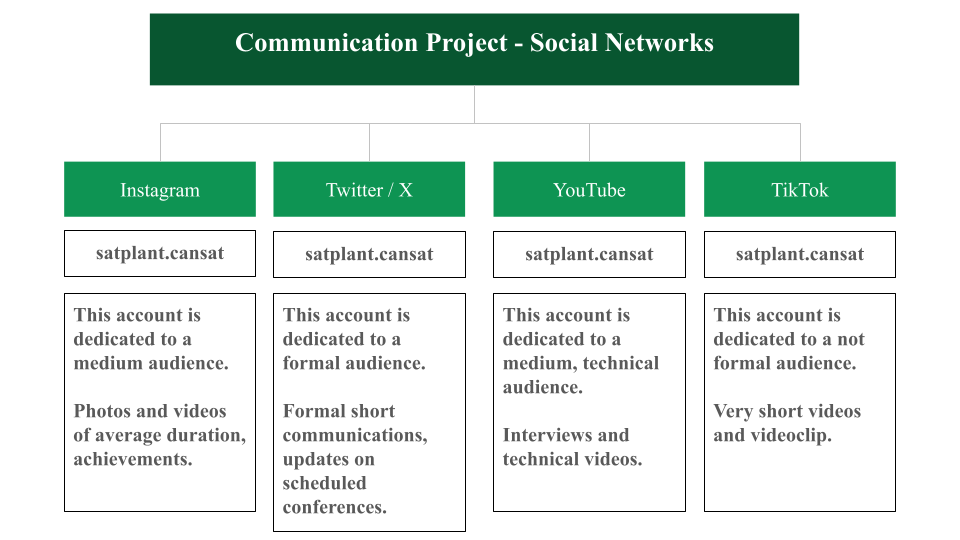 Communication Project - Social Networks
Instagram
Twitter / X
YouTube
TikTok
satplant.cansat
satplant.cansat
satplant.cansat
satplant.cansat
This account is
dedicated to a
medium audience.
Photos and videos
of average duration,
achievements.
This account is
dedicated to a
formal audience.
Formal short
communications,
updates on
scheduled
conferences.
This account is
dedicated to a
medium, technical
audience.
Interviews and
technical videos.
This account is
dedicated to a not
formal audience.
Very short videos
and videoclip.